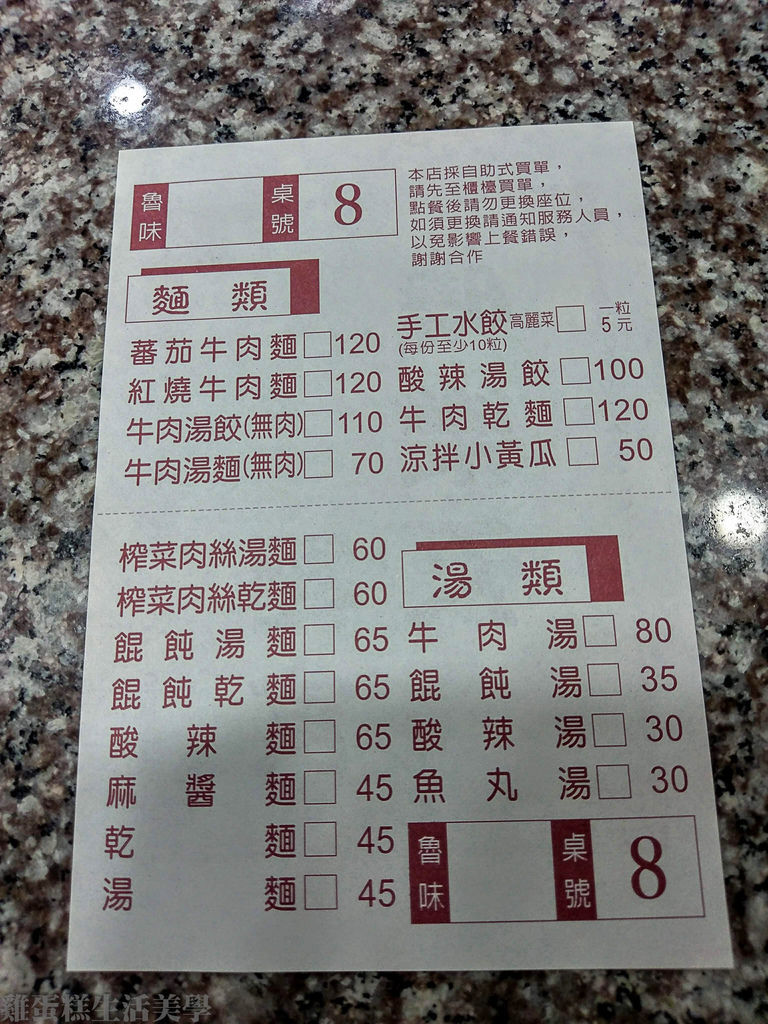 魯味 桌號 8
本店採自助式買單，
請先至櫃檯買單，
點餐後請勿更換座位，
如須更換請通知服務人員，
以免影響上餐錯誤，
謝謝合作
麵 類
蕃茄牛肉麵 □ 120
紅燒牛肉麵 □ 120
牛肉湯餃(無肉) □ 110
牛肉湯麵(無肉) □ 70
手工水餃 高麗菜 □ 一粒 5元
(每份至少10粒)
酸辣湯餃 □ 100
牛肉乾麵 □ 120
涼拌小黃瓜 □ 50
榨菜肉絲湯麵 □ 60
榨菜肉絲乾麵 □ 60
餛飩湯麵 □ 65
餛飩乾麵 □ 65
酸辣麵 □ 65
麻醬麵 □ 45
乾麵 □ 45
湯麵 □ 45
湯 類
牛肉湯 □ 80
餛飩湯 □ 35
酸辣湯 □ 30
魚丸湯 □ 30
魯味 桌號 8
雞蛋糕生活美學